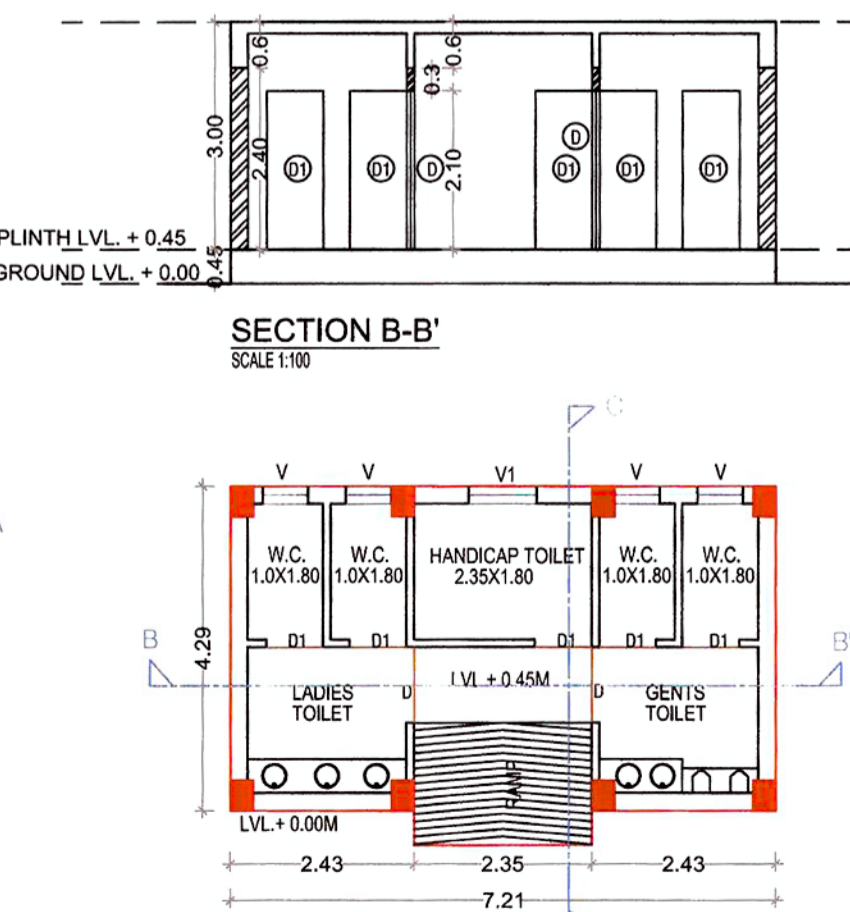 0.6
0.6
0.3
3.00
2.40
2.10
D1
D1
D
D
D1
D1
D1
PLINTH LVL. + 0.45
0.45
GROUND LVL. + 0.00
SECTION B-B'
SCALE 1:100
C
V
V
V1
V
V
W.C.
1.0X1.80
W.C.
1.0X1.80
HANDICAP TOILET
2.35X1.80
W.C.
1.0X1.80
W.C.
1.0X1.80
4.29
D1
D1
D1
D1
D1
B
B'
LVL + 0.45M
LADIES
TOILET
D
D
GENTS
TOILET
RAMP
LVL.+ 0.00M
2.43
2.35
2.43
7.21